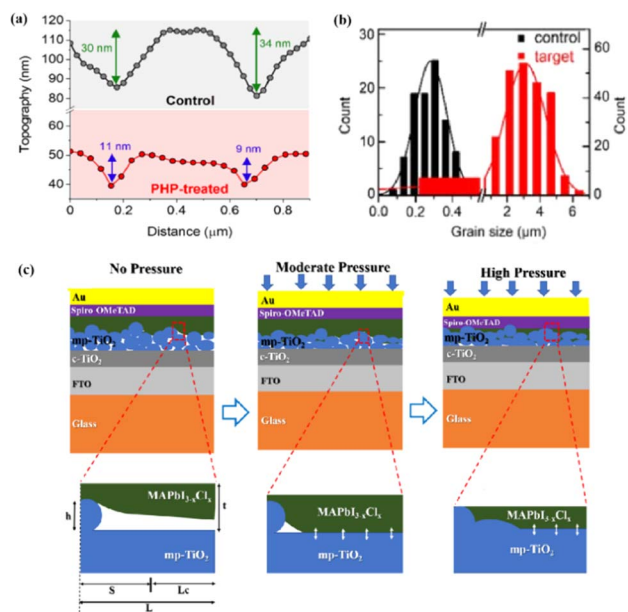 (a)
120
110
100
90
80
50
40
30 nm
34 nm
Control
11 nm
9 nm
PHP-treated
Topography (nm)
0
0.2
0.4
0.6
0.8
Distance (μm)
(b)
control
target
30
20
10
0
Count
60
40
20
0
Count
0.0
0.2
0.4
2
4
6
Grain size (μm)
(c)
No Pressure
Moderate Pressure
High Pressure
Au
Spiro-OMeTAD
mp-TiO2
c-TiO2
FTO
Glass
Au
Spiro-OMeTAD
mp-TiO2
c-TiO2
FTO
Glass
Au
Spiro-OMeTAD
mp-TiO2
c-TiO2
FTO
Glass
MAPbI3-xClx
h
t
mp-TiO2
S
Lc
L
MAPbI3-xClx
mp-TiO2
MAPbI3-xClx
mp-TiO2